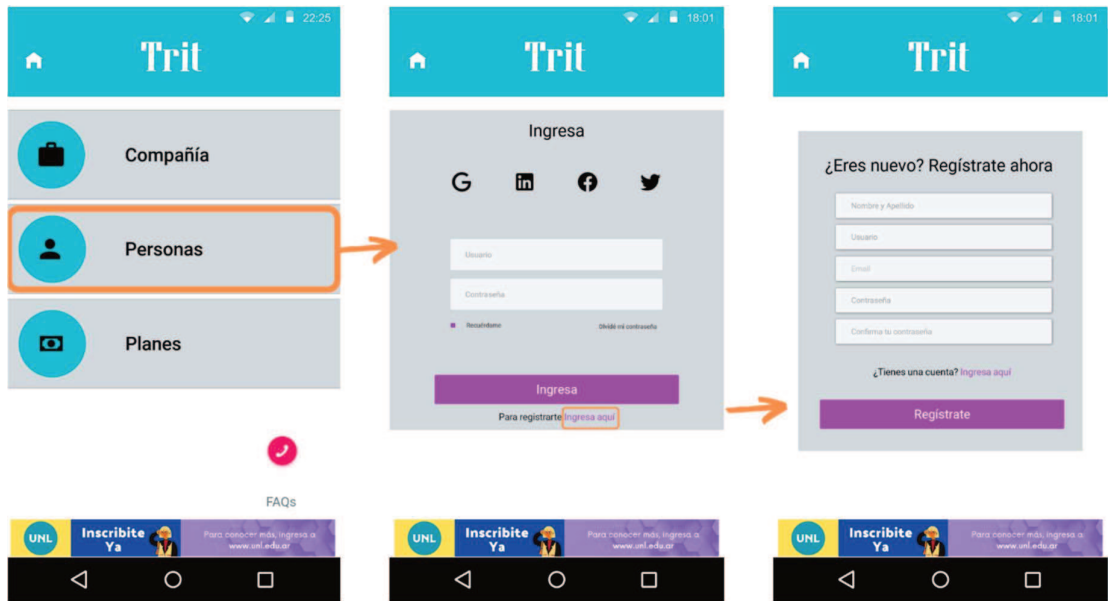 22:25
Trit
Compañía
Personas
Planes
FAQs
UNL
Inscribite
Ya
Para conocer más, ingresa a:
www.unl.edu.ar
18:01
Trit
Ingresa
Usuario
Contraseña
Recuérdame
Olvidé mi contraseña
Ingresa
Para registrarte Ingresa aquí
UNL
Inscribite
Ya
Para conocer más, ingresa a:
www.unl.edu.ar
18:01
Trit
¿Eres nuevo? Regístrate ahora
Nombre y Apellido
Usuario
Email
Contraseña
Confirma tu contraseña
¿Tienes una cuenta? Ingresa aquí
Regístrate
UNL
Inscribite
Ya
Para conocer más, ingresa a:
www.unl.edu.ar